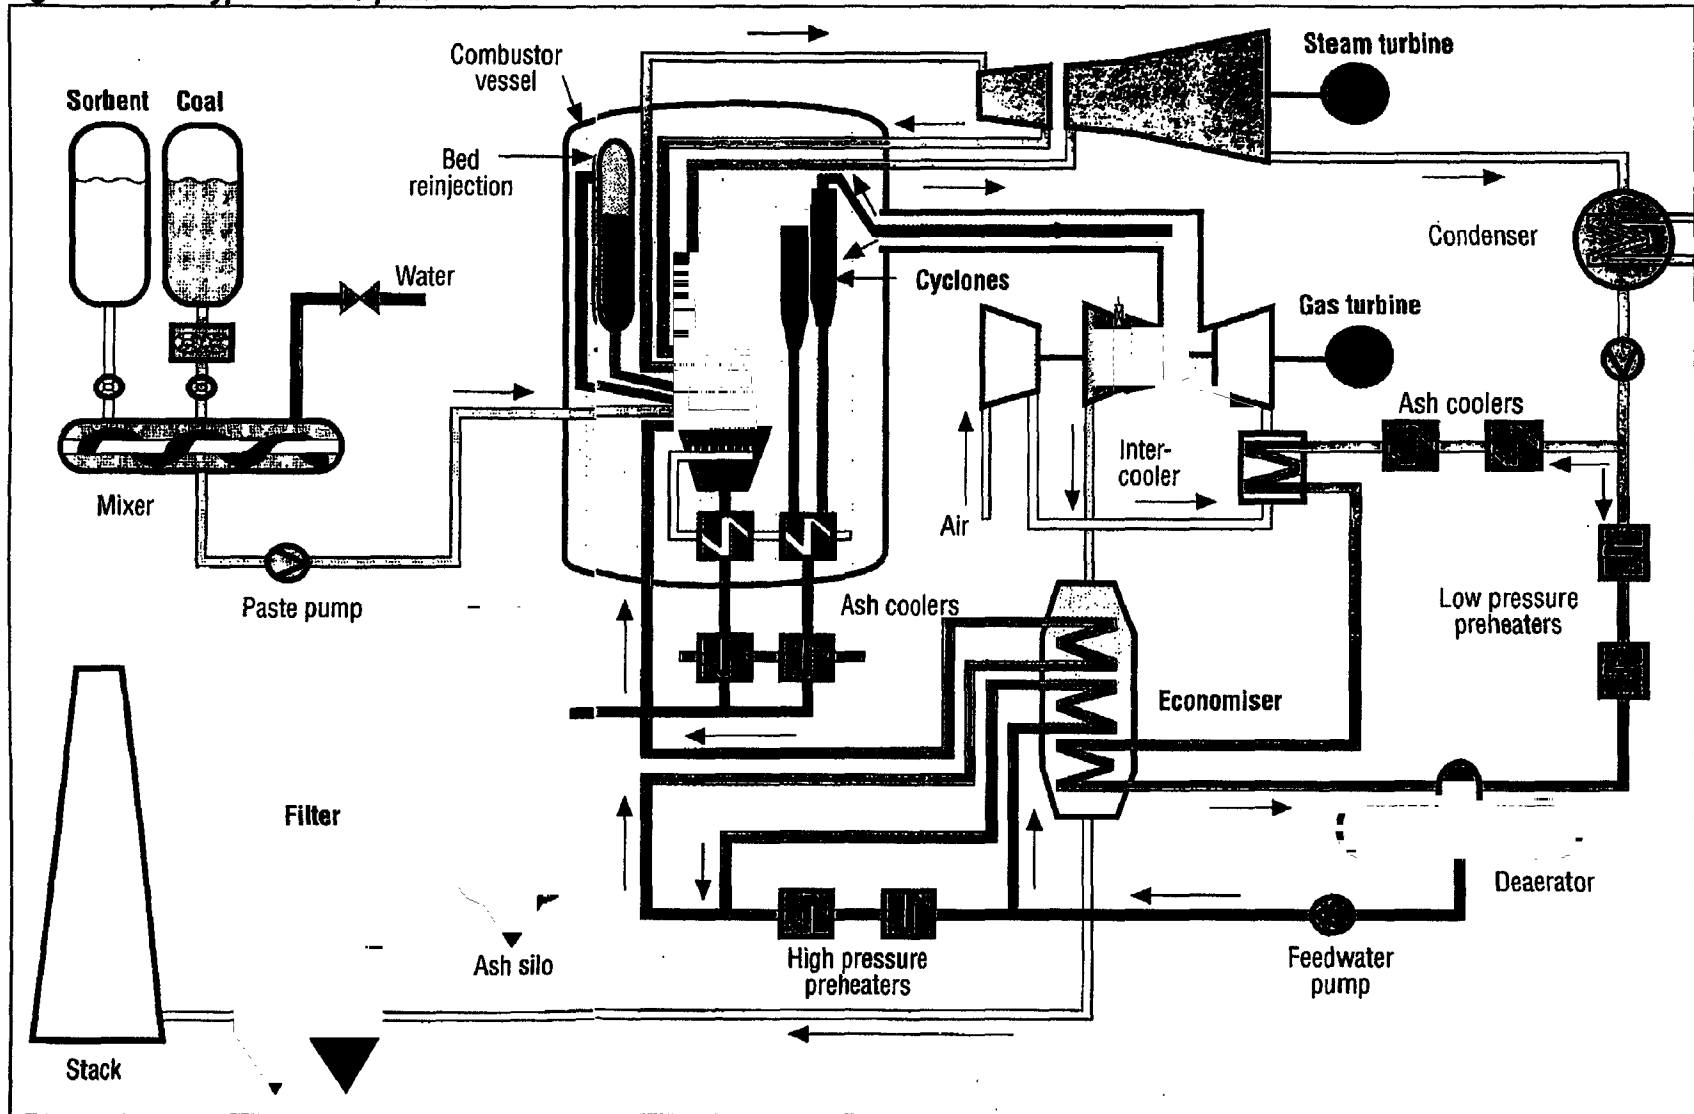 Combustor
vessel
Steam turbine
Sorbent
Coal
Bed
reinjection
Water
Condenser
Cyclones
Gas turbine
Ash coolers
Inter-
cooler
Mixer
Air
Paste pump
Ash coolers
Low pressure
preheaters
Economiser
Filter
Deaerator
Ash silo
High pressure
preheaters
Feedwater
pump
Stack